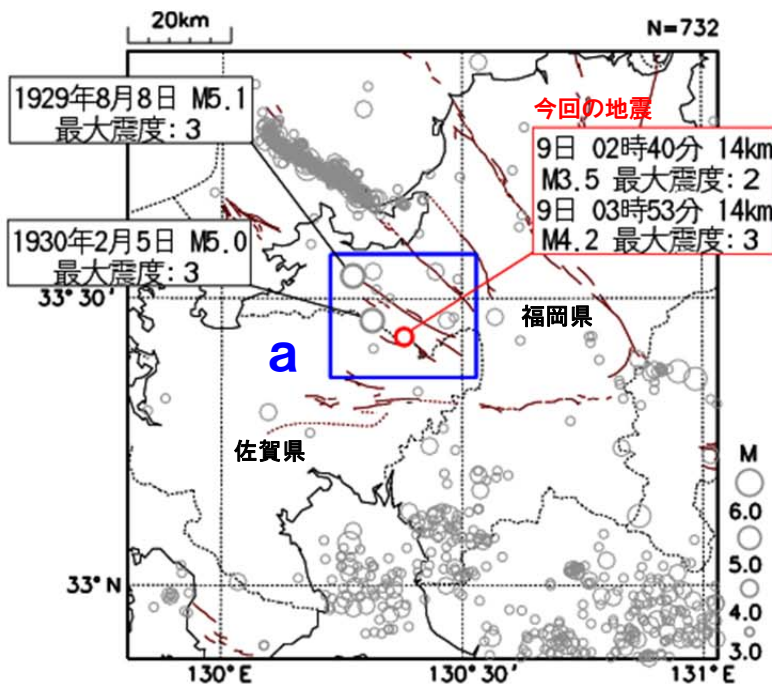 20km
N=732
1929年8月8日 M5.1
最大震度:3
今回の地震
9日 02時40分 14km
M3.5 最大震度:2
9日 03時53分 14km
M4.2 最大震度:3
1930年2月5日 M5.0
最大震度:3
33°30′
福岡県
a
佐賀県
M
6.0
5.0
33°N
4.0
3.0
130°E
130°30′
131°E